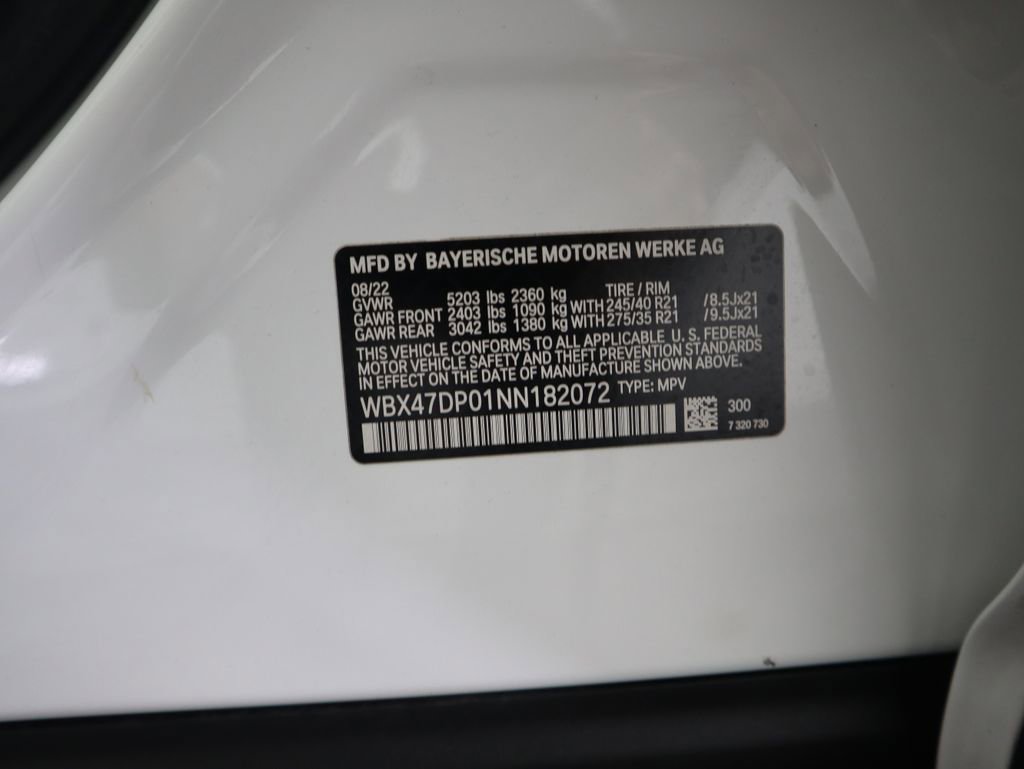 MFD BY BAYERISCHE MOTOREN WERKE AG
08/22 TIRE / RIM
GVWR 5203 lbs 2360 kg
GAWR FRONT 2403 lbs 1090 kg WITH 245/40 R21 /8.5Jx21
GAWR REAR 3042 lbs 1380 kg WITH 275/35 R21 /9.5Jx21
THIS VEHICLE CONFORMS TO ALL APPLICABLE U. S. FEDERAL
MOTOR VEHICLE SAFETY AND THEFT PREVENTION STANDARDS
IN EFFECT ON THE DATE OF MANUFACTURE SHOWN ABOVE.
WBX47DP01NN182072 TYPE: MPV
300
7 320 730